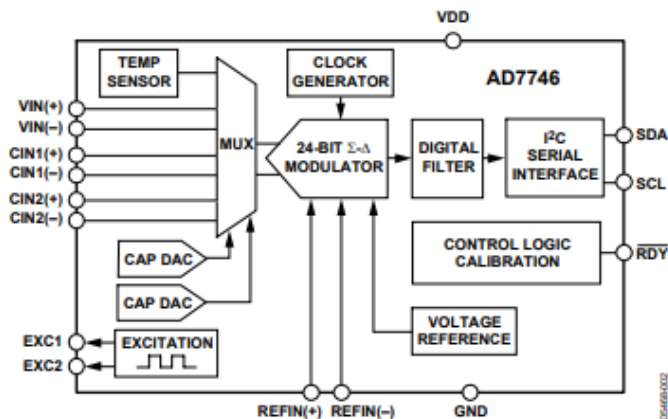 VDD
TEMP
SENSOR
CLOCK
GENERATOR
AD7746
VIN(+)
VIN(–)
CIN1(+)
CIN1(–)
CIN2(+)
CIN2(–)
MUX
24-BIT Σ-Δ
MODULATOR
DIGITAL
FILTER
I2C
SERIAL
INTERFACE
SDA
SCL
CAP DAC
CAP DAC
CONTROL LOGIC
CALIBRATION
RDY
EXC1
EXC2
EXCITATION
VOLTAGE
REFERENCE
REFIN(+)
REFIN(–)
GND
05468-002